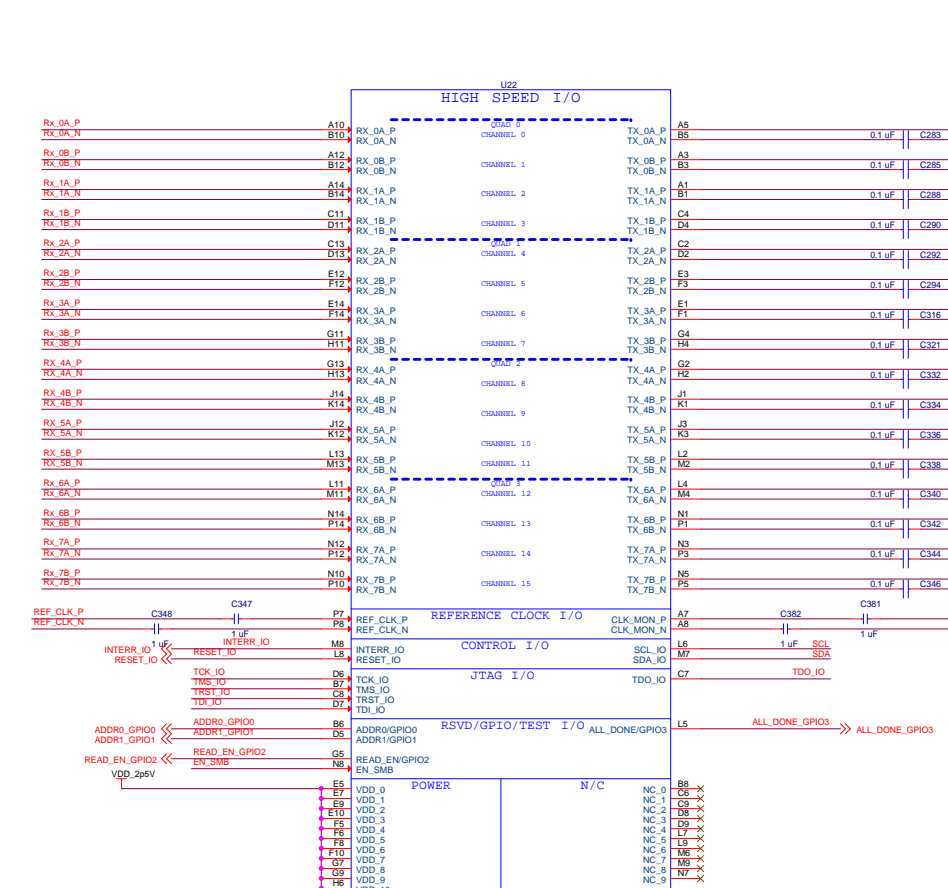 U22
HIGH SPEED I/O
Rx_0A_P A10 RX_0A_P QUAD 0 TX_0A_P A5
Rx_0A_N B10 RX_0A_N CHANNEL 0 TX_0A_N B5 0.1 uF C283
Rx_0B_P A12 RX_0B_P TX_0B_P A3
Rx_0B_N B12 RX_0B_N CHANNEL 1 TX_0B_N B3 0.1 uF C285
Rx_1A_P A14 RX_1A_P TX_1A_P A1
Rx_1A_N B14 RX_1A_N CHANNEL 2 TX_1A_N B1 0.1 uF C288
Rx_1B_P C11 RX_1B_P TX_1B_P C4
Rx_1B_N D11 RX_1B_N CHANNEL 3 TX_1B_N D4 0.1 uF C290
Rx_2A_P C13 RX_2A_P QUAD 1 TX_2A_P C2
Rx_2A_N D13 RX_2A_N CHANNEL 4 TX_2A_N D2 0.1 uF C292
Rx_2B_P E12 RX_2B_P TX_2B_P E3
Rx_2B_N F12 RX_2B_N CHANNEL 5 TX_2B_N F3 0.1 uF C294
Rx_3A_P E14 RX_3A_P TX_3A_P E1
Rx_3A_N F14 RX_3A_N CHANNEL 6 TX_3A_N F1 0.1 uF C316
Rx_3B_P G11 RX_3B_P TX_3B_P G4
Rx_3B_N H11 RX_3B_N CHANNEL 7 TX_3B_N H4 0.1 uF C321
RX_4A_P G13 RX_4A_P QUAD 2 TX_4A_P G2
RX_4A_N H13 RX_4A_N CHANNEL 8 TX_4A_N H2 0.1 uF C332
RX_4B_P J14 RX_4B_P TX_4B_P J1
RX_4B_N K14 RX_4B_N CHANNEL 9 TX_4B_N K1 0.1 uF C334
RX_5A_P J12 RX_5A_P TX_5A_P J3
RX_5A_N K12 RX_5A_N CHANNEL 10 TX_5A_N K3 0.1 uF C336
RX_5B_P L13 RX_5B_P TX_5B_P L2
RX_5B_N M13 RX_5B_N CHANNEL 11 TX_5B_N M2 0.1 uF C338
Rx_6A_P L11 RX_6A_P QUAD 3 TX_6A_P L4
Rx_6A_N M11 RX_6A_N CHANNEL 12 TX_6A_N M4 0.1 uF C340
Rx_6B_P N14 RX_6B_P TX_6B_P N1
Rx_6B_N P14 RX_6B_N CHANNEL 13 TX_6B_N P1 0.1 uF C342
Rx_7A_P N12 RX_7A_P TX_7A_P N3
Rx_7A_N P12 RX_7A_N CHANNEL 14 TX_7A_N P3 0.1 uF C344
Rx_7B_P N10 RX_7B_P TX_7B_P N5
Rx_7B_N P10 RX_7B_N CHANNEL 15 TX_7B_N P5 0.1 uF C346
C347 C381
REF_CLK_P C348 P7 REF_CLK_P REFERENCE CLOCK I/O CLK_MON_P A7 C382
REF_CLK_N P8 REF_CLK_N CLK_MON_N A8
1 uF 1 uF
1 uF 1 uF
INTERR_IO INTERR_IO M8 INTERR_IO CONTROL I/O SCL_IO L6 SCL
RESET_IO RESET_IO L8 RESET_IO SDA_IO M7 SDA
TCK_IO D6 TCK_IO JTAG I/O TDO_IO C7 TDO_IO
TMS_IO B7 TMS_IO
TRST_IO C8 TRST_IO
TDI_IO D7 TDI_IO
RSVD/GPIO/TEST I/O
ADDR0_GPIO0 ADDR0_GPIO0 B6 ADDR0/GPIO0 ALL_DONE/GPIO3 L5 ALL_DONE_GPIO3 ALL_DONE_GPIO3
ADDR1_GPIO1 ADDR1_GPIO1 D5 ADDR1/GPIO1
READ_EN_GPIO2 READ_EN_GPIO2 G5 READ_EN/GPIO2
EN_SMB N8 EN_SMB
VDD_2p5V
POWER N/C
E5 VDD_0 NC_0 B8
E7 VDD_1 NC_1 C6
E9 VDD_2 NC_2 C9
E10 VDD_3 NC_3 D8
F5 VDD_4 NC_4 D9
F6 VDD_5 NC_5 L7
F8 VDD_6 NC_6 L9
F10 VDD_7 NC_7 M6
G7 VDD_8 NC_8 M9
G9 VDD_9 NC_9 N7
H6